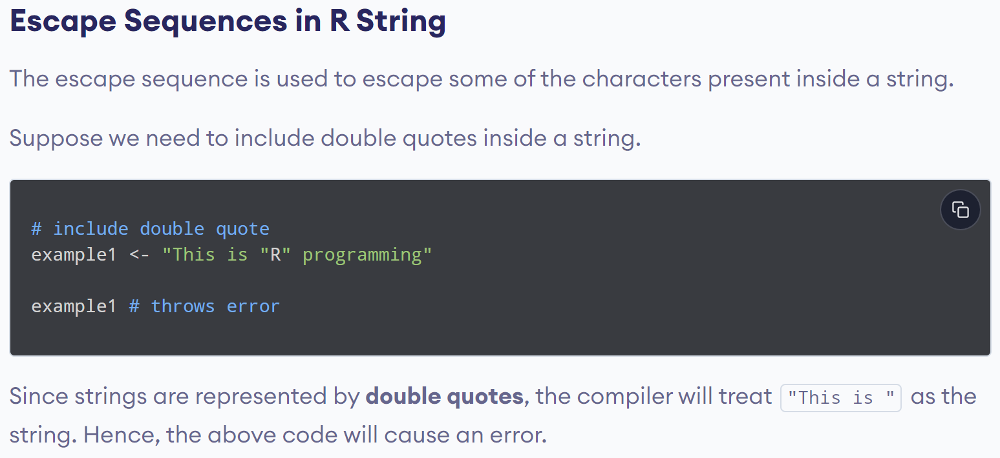 Escape Sequences in R String
The escape sequence is used to escape some of the characters present inside a string.
Suppose we need to include double quotes inside a string.
# include double quote
example1 <- "This is "R" programming"
example1 # throws error
Since strings are represented by double quotes, the compiler will treat "This is " as the
string. Hence, the above code will cause an error.